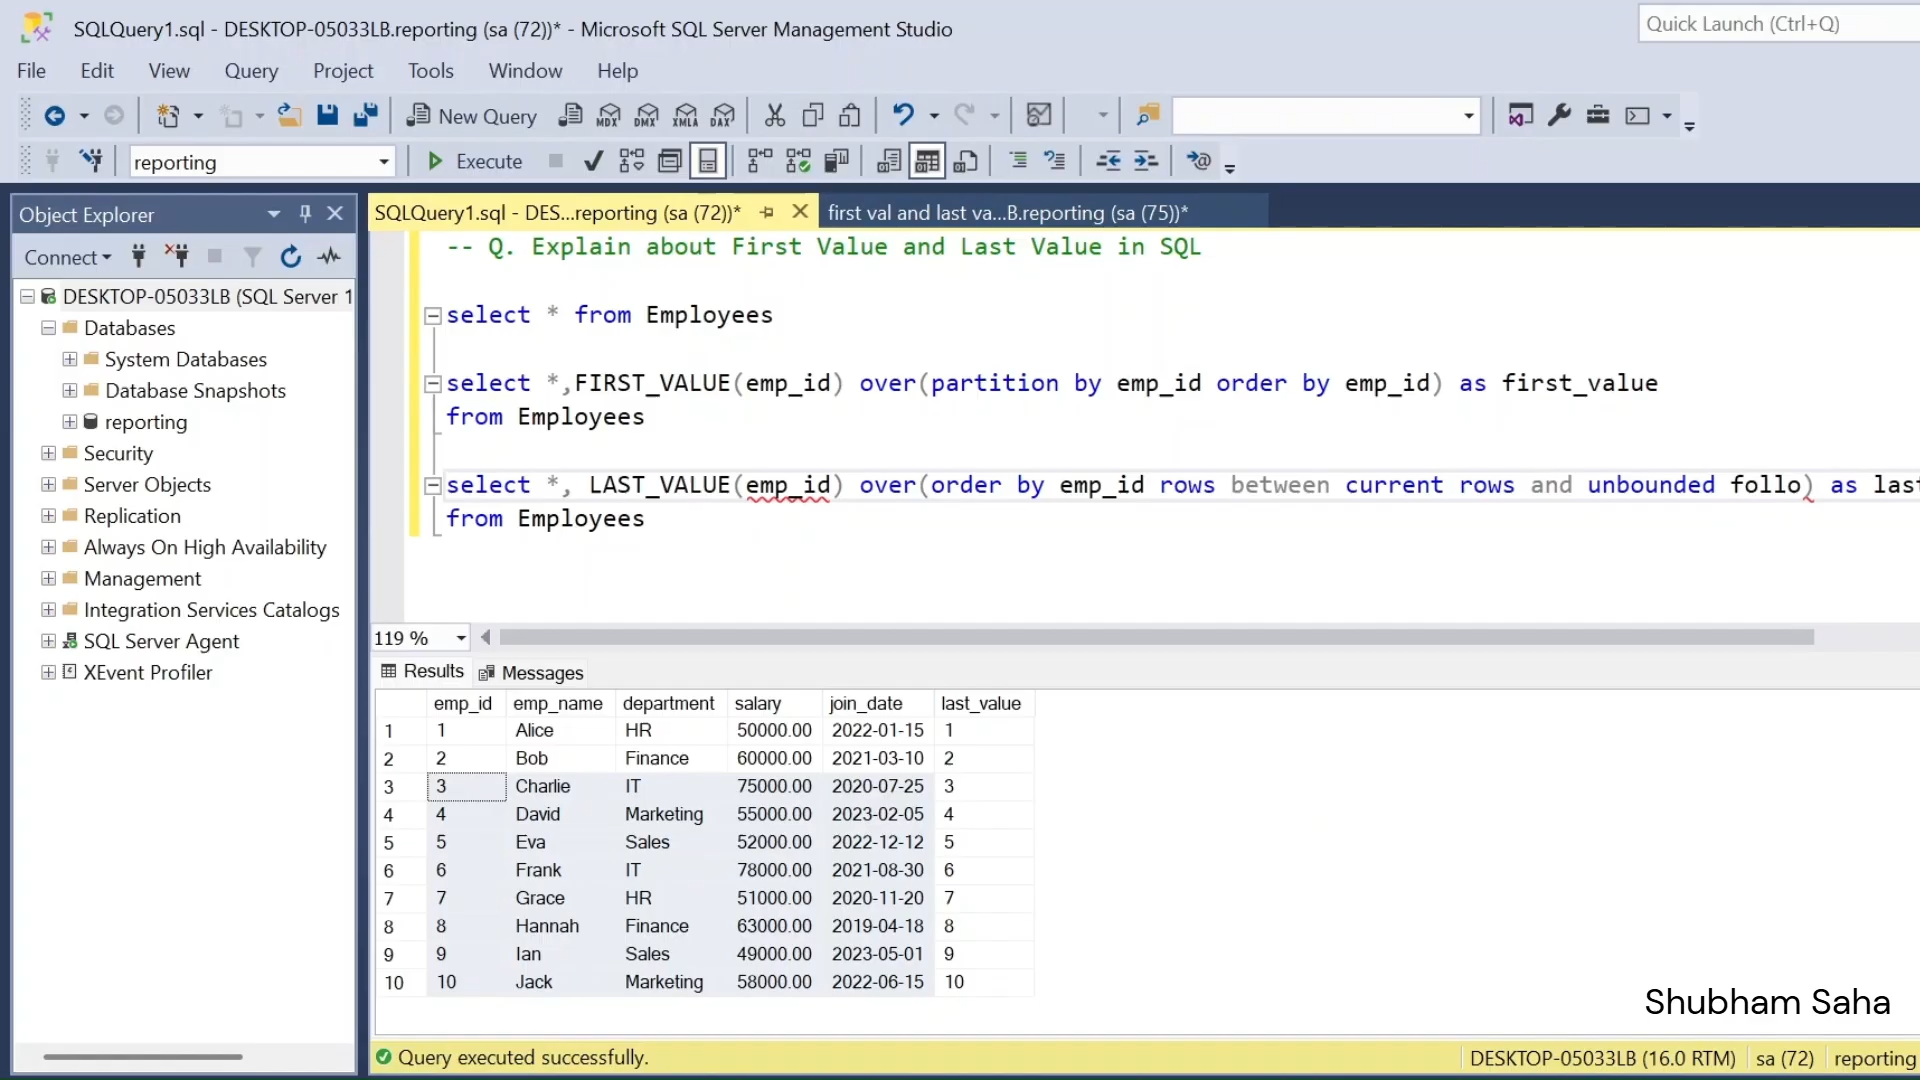 SQLQuery1.sql - DESKTOP-05033LB.reporting (sa (72))* - Microsoft SQL Server Management Studio
Quick Launch (Ctrl+Q)
File Edit View Query Project Tools Window Help
New Query MDX DMX XMLA DAX
reporting Execute
Object Explorer
Connect
DESKTOP-05033LB (SQL Server 1
Databases
System Databases
Database Snapshots
reporting
Security
Server Objects
Replication
Always On High Availability
Management
Integration Services Catalogs
SQL Server Agent
XEvent Profiler
SQLQuery1.sql - DES...reporting (sa (72))* first val and last va...B.reporting (sa (75))*
-- Q. Explain about First Value and Last Value in SQL
select * from Employees
select *,FIRST_VALUE(emp_id) over(partition by emp_id order by emp_id) as first_value
from Employees
select *, LAST_VALUE(emp_id) over(order by emp_id rows between current rows and unbounded follo) as last
from Employees
119 %
Results Messages
emp_id emp_name department salary join_date last_value
1 1 Alice HR 50000.00 2022-01-15 1
2 2 Bob Finance 60000.00 2021-03-10 2
3 3 Charlie IT 75000.00 2020-07-25 3
4 4 David Marketing 55000.00 2023-02-05 4
5 5 Eva Sales 52000.00 2022-12-12 5
6 6 Frank IT 78000.00 2021-08-30 6
7 7 Grace HR 51000.00 2020-11-20 7
8 8 Hannah Finance 63000.00 2019-04-18 8
9 9 Ian Sales 49000.00 2023-05-01 9
10 10 Jack Marketing 58000.00 2022-06-15 10
Shubham Saha
Query executed successfully. DESKTOP-05033LB (16.0 RTM) sa (72) reporting